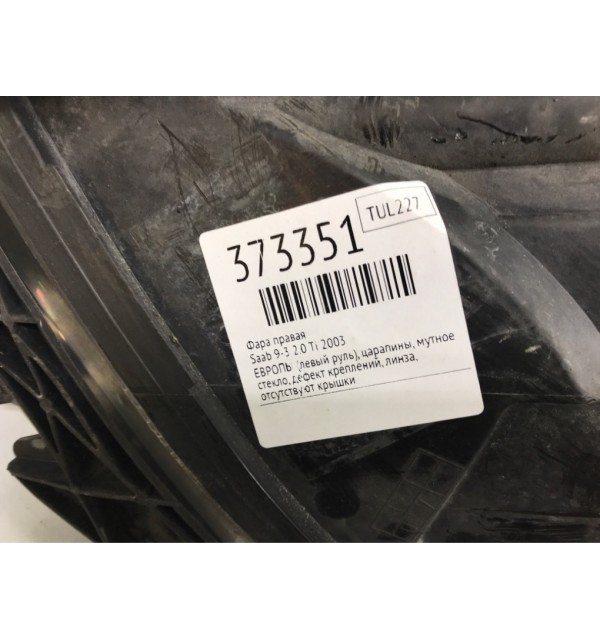 TUL227
373351
Фара правая
Saab 9-3 2.0 Ti 2003
ЕВРОПЬ (левый руль), царапины, мутное
стекло, дефект креплений, линза,
отсутствуют крышки